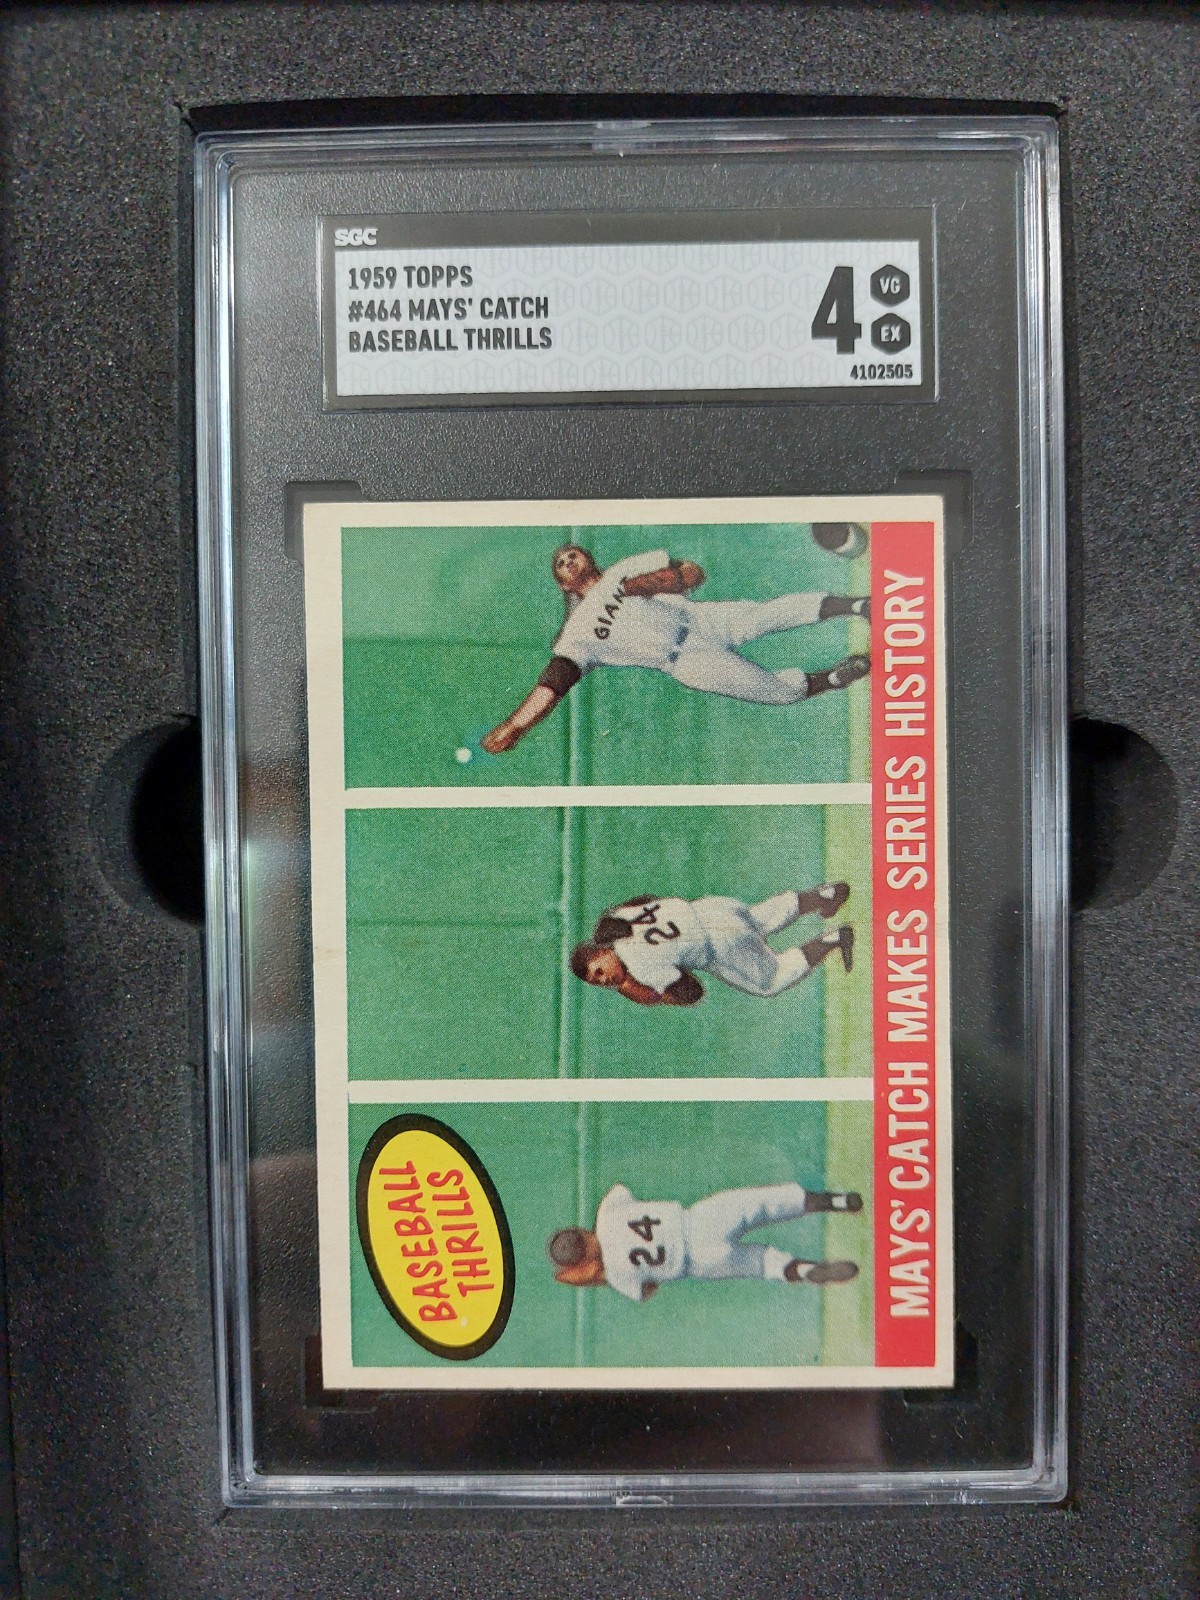 SGC
1959 TOPPS
#464 MAYS' CATCH
BASEBALL THRILLS
4
VG
EX
4102505
GIANT
24
24
BASEBALL
THRILLS
MAYS' CATCH MAKES SERIES HISTORY